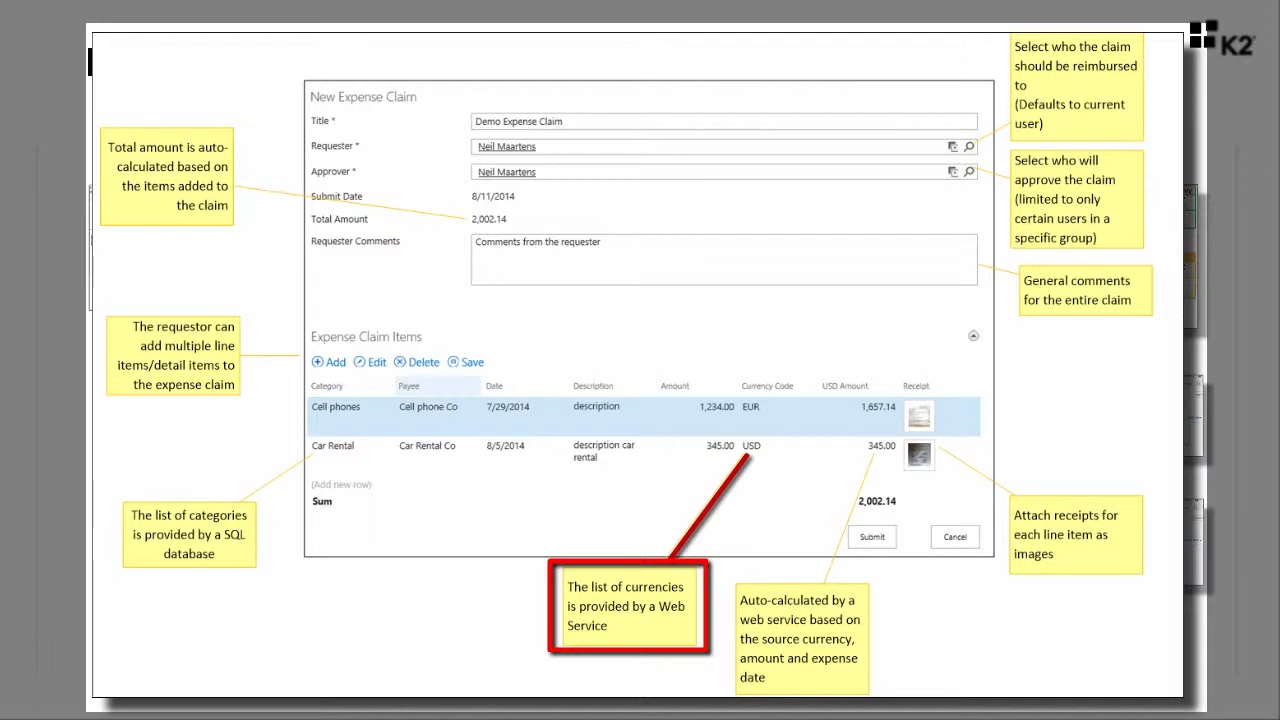 K2
New Expense Claim
Title *
Demo Expense Claim
Requester *
Neil Maartens
Approver *
Neil Maartens
Submit Date
8/11/2014
Total Amount
2,002.14
Requester Comments
Comments from the requester
Expense Claim Items
Add Edit Delete Save
Category Payee Date Description Amount Currency Code USD Amount Receipt
Cell phones Cell phone Co 7/29/2014 description 1,234.00 EUR 1,657.14
Car Rental Car Rental Co 8/5/2014 description car 345.00 USD 345.00
rental
(Add new row)
Sum 2,002.14
Submit Cancel
Total amount is auto-
calculated based on
the items added to
the claim
The requestor can
add multiple line
items/detail items to
the expense claim
The list of categories
is provided by a SQL
database
The list of currencies
is provided by a Web
Service
Auto-calculated by a
web service based on
the source currency,
amount and expense
date
Select who the claim
should be reimbursed
to
(Defaults to current
user)
Select who will
approve the claim
(limited to only
certain users in a
specific group)
General comments
for the entire claim
Attach receipts for
each line item as
images